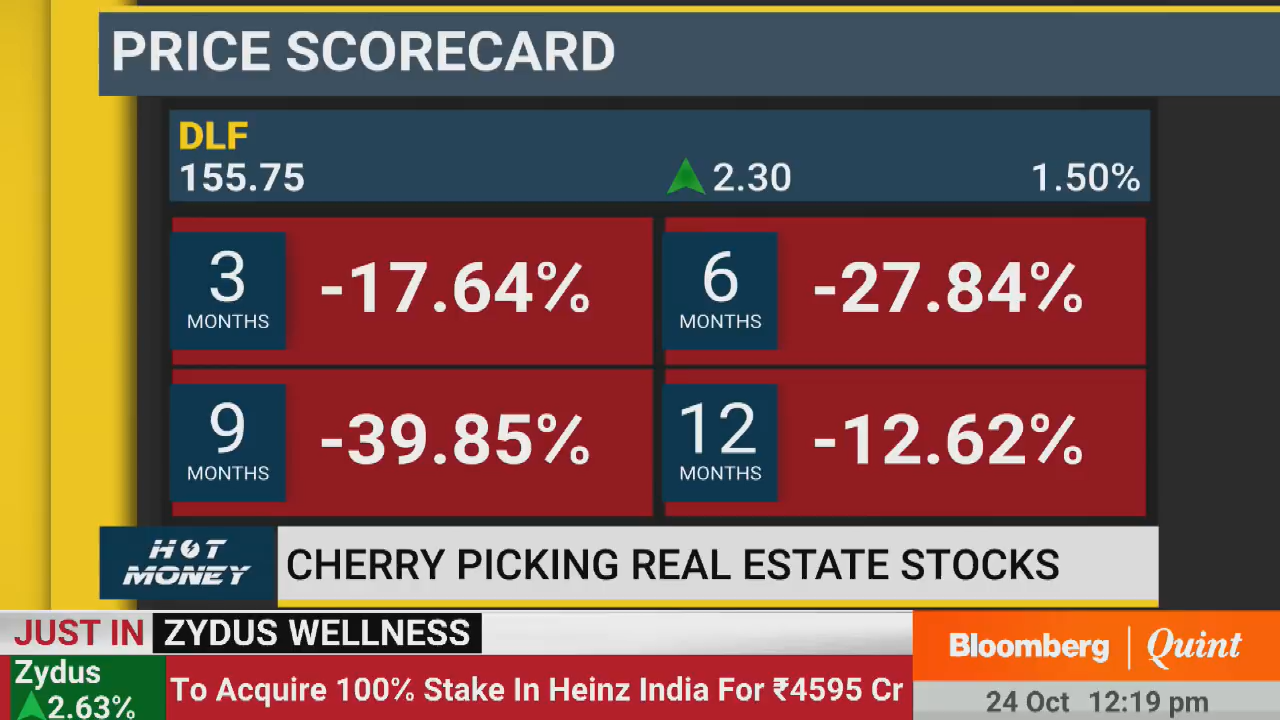 PRICE SCORECARD
DLF
155.75 2.30 1.50%
3 MONTHS -17.64%
6 MONTHS -27.84%
9 MONTHS -39.85%
12 MONTHS -12.62%
HOT MONEY
CHERRY PICKING REAL ESTATE STOCKS
JUST IN ZYDUS WELLNESS
Zydus
2.63%
To Acquire 100% Stake In Heinz India For ₹4595 Cr
Bloomberg | Quint
24 Oct 12:19 pm